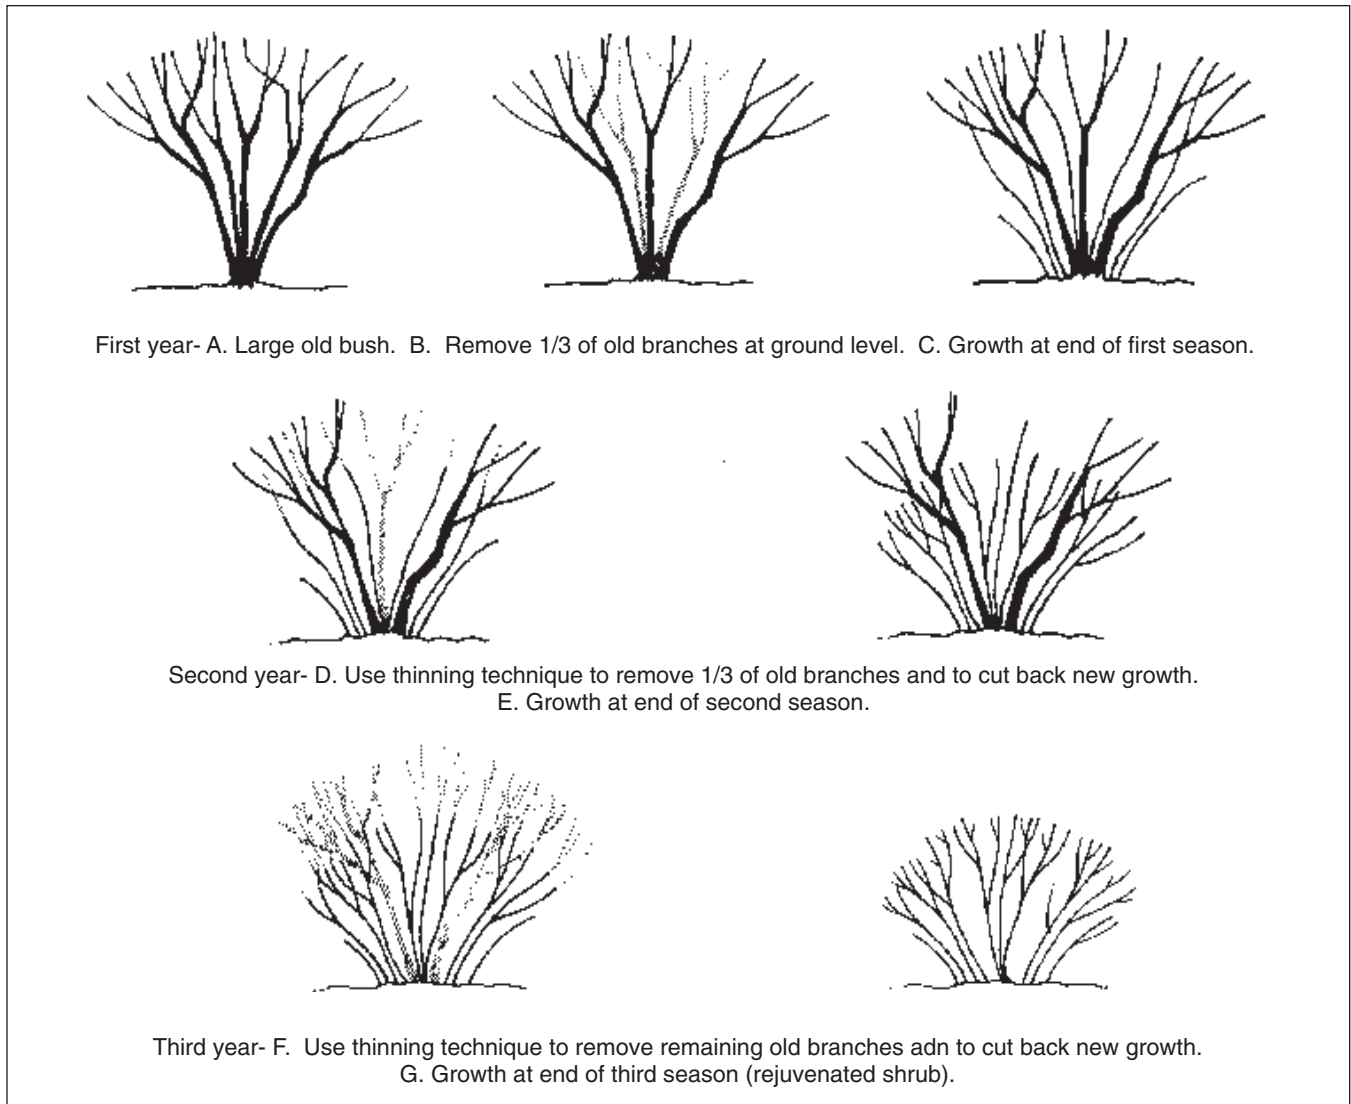 First year- A. Large old bush.  B.  Remove 1/3 of old branches at ground level.  C. Growth at end of first season.
Second year- D. Use thinning technique to remove 1/3 of old branches and to cut back new growth.
E. Growth at end of second season.
Third year- F.  Use thinning technique to remove remaining old branches adn to cut back new growth.
G. Growth at end of third season (rejuvenated shrub).